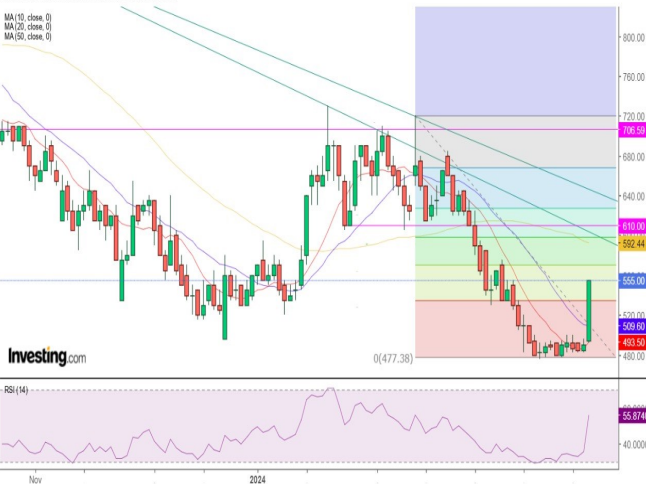 MA (10, close, 0)
MA (20, close, 0)
MA (50, close, 0)
800.00
760.00
720.00
706.59
680.00
640.00
610.00
592.44
555.00
520.00
509.60
493.50
480.00
0(477.38)
Investing.com
RSI (14)
55.874
40.0000
Nov
2024